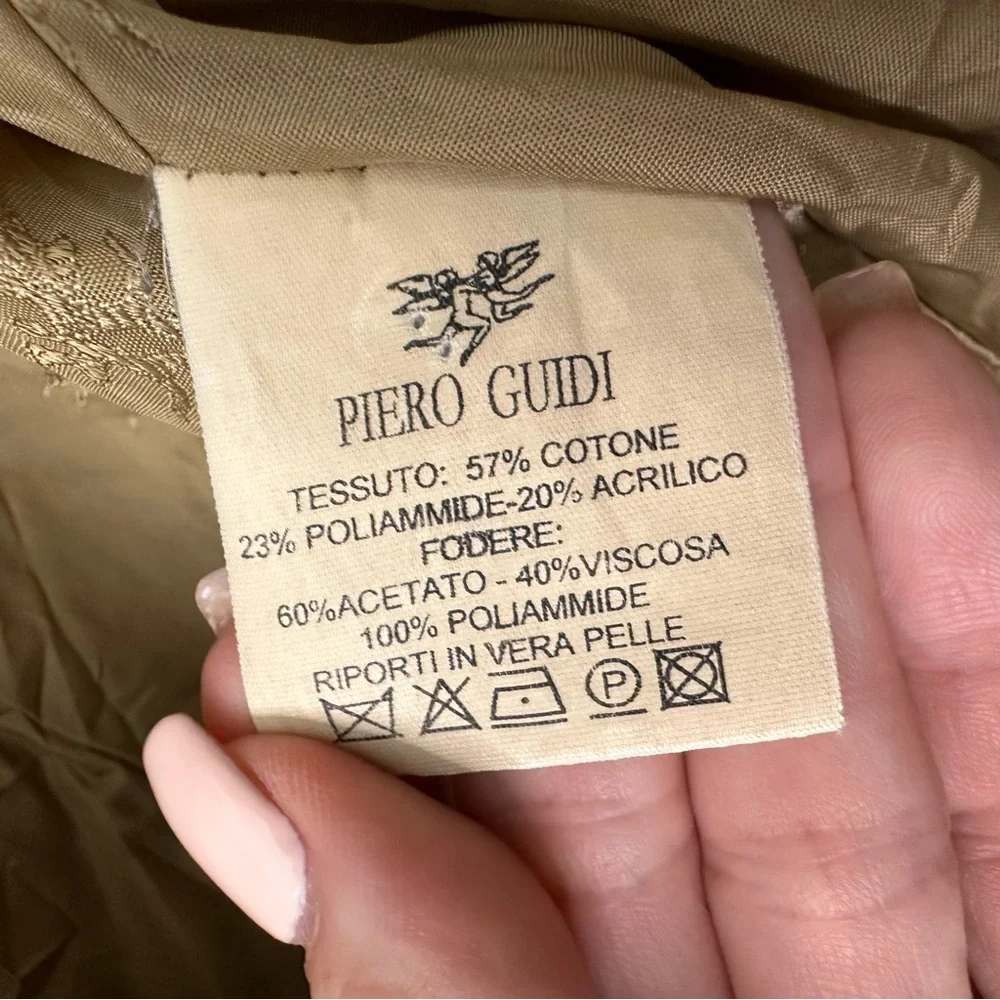 PIERO GUIDI
TESSUTO: 57% COTONE
23% POLIAMMIDE-20% ACRILICO
FODERE:
60%ACETATO - 40%VISCOSA
100% POLIAMMIDE
RIPORTI IN VERA PELLE
P